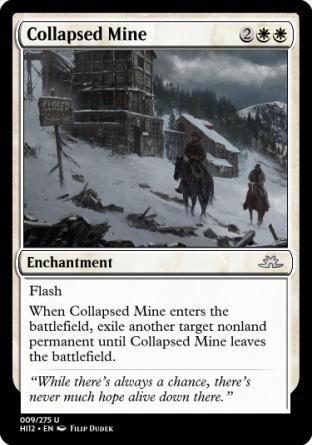 Collapsed Mine 2
CLOSED
Enchantment
Flash
When Collapsed Mine enters the
battlefield, exile another target nonland
permanent until Collapsed Mine leaves
the battlefield.
“While there’s always a chance, there’s
never much hope alive down there.”
009/275 U
HI12 • EN Filip Dudek